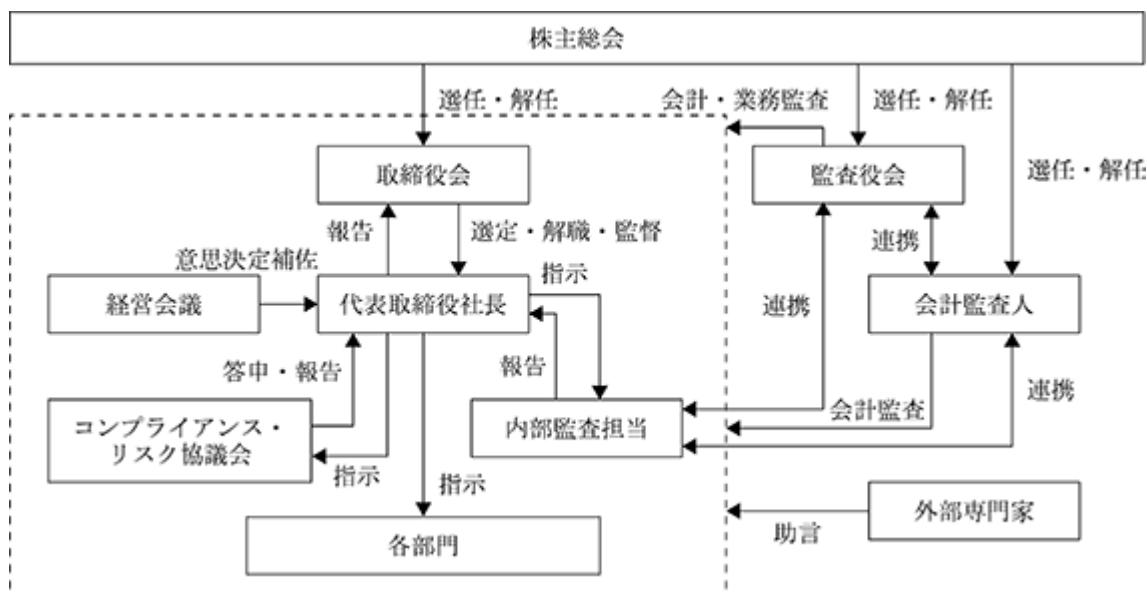 株主総会
選任・解任
会計・業務監査
選任・解任
選任・解任
取締役会
監査役会
報告
選定・解職・監督
連携
意思決定補佐
指示
経営会議
代表取締役社長
連携
会計監査人
答申・報告
報告
連携
コンプライアンス・
リスク協議会
内部監査担当
会計監査
指示
指示
外部専門家
助言
各部門